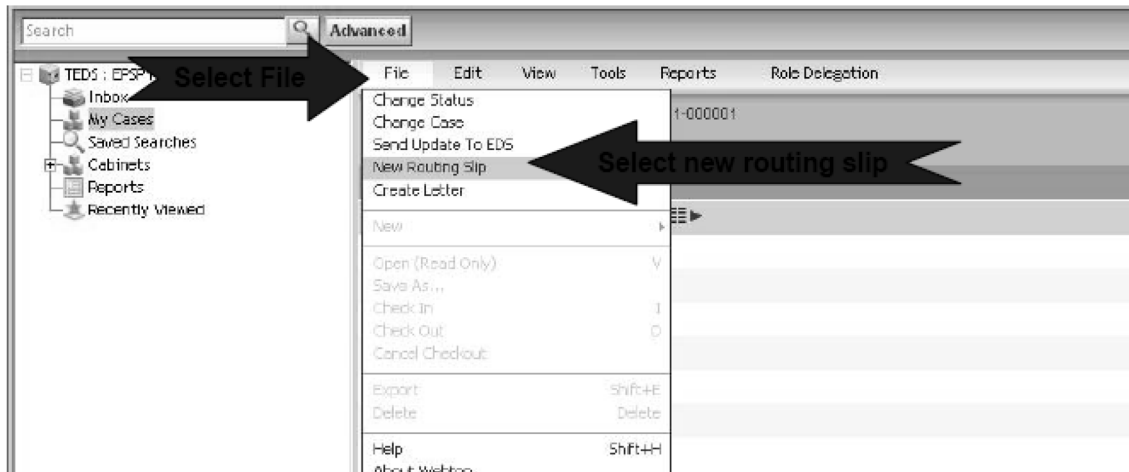 Search Advanced
TEDS : EPSP
Select File
File Edit View Tools Reports Role Delegation
Inbox
My Cases
Saved Searches
Cabinets
Reports
Recently Viewed
Change Status
Change Case
1-000001
Send Update To EDS
New Routing Slip
Select new routing slip
Create Letter
New
Open (Read Only) V
Save As...
Check In I
Check Out O
Cancel Checkout
Export Shift+E
Delete Delete
Help Shift+H
About Webtop